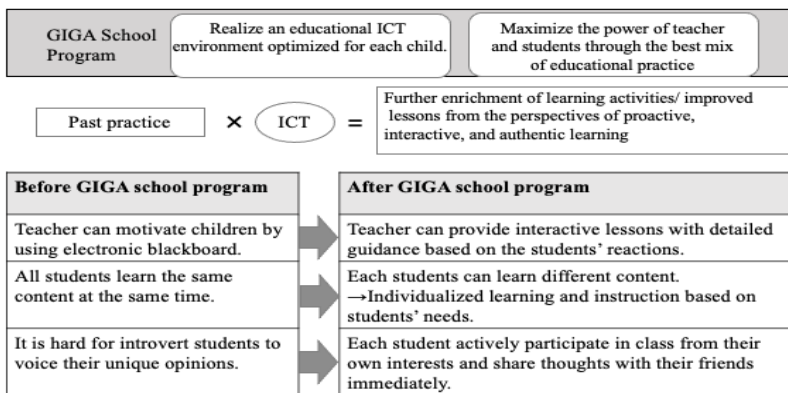 GIGA School
Program
Realize an educational ICT
environment optimized for each child.
Maximize the power of teacher
and students through the best mix
of educational practice
Past practice
×
ICT
=
Further enrichment of learning activities/ improved
lessons from the perspectives of proactive,
interactive, and authentic learning
Before GIGA school program
After GIGA school program
Teacher can motivate children by
using electronic blackboard.
Teacher can provide interactive lessons with detailed
guidance based on the students’ reactions.
All students learn the same
content at the same time.
Each students can learn different content.
→Individualized learning and instruction based on
students’ needs.
It is hard for introvert students to
voice their unique opinions.
Each student actively participate in class from their
own interests and share thoughts with their friends
immediately.